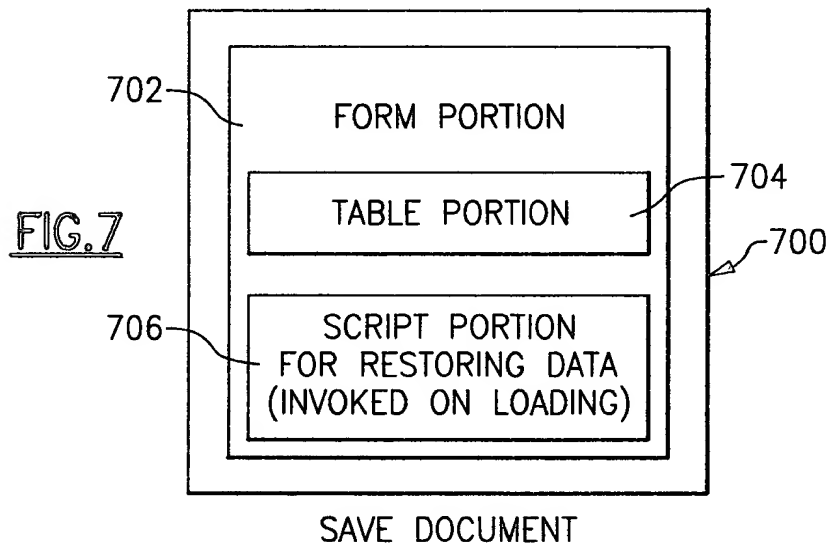 702
FORM PORTION
704
TABLE PORTION
FIG.7
700
706
SCRIPT PORTION
FOR RESTORING DATA
(INVOKED ON LOADING)
SAVE DOCUMENT